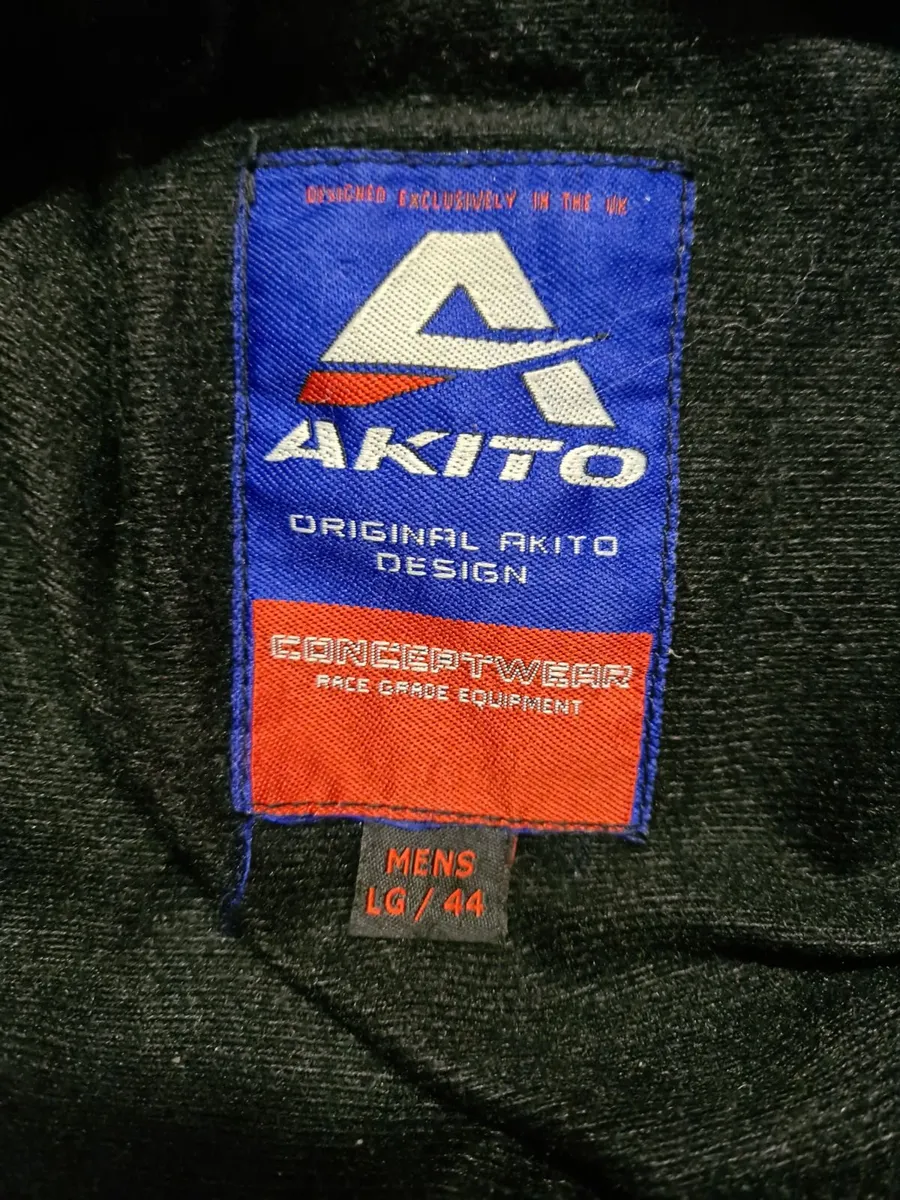 DESIGNED EXCLUSIVELY IN THE UK
AKITO
ORIGINAL AKITO
DESIGN
CONCEPTWEAR
RACE GRADE EQUIPMENT
MENS
LG / 44